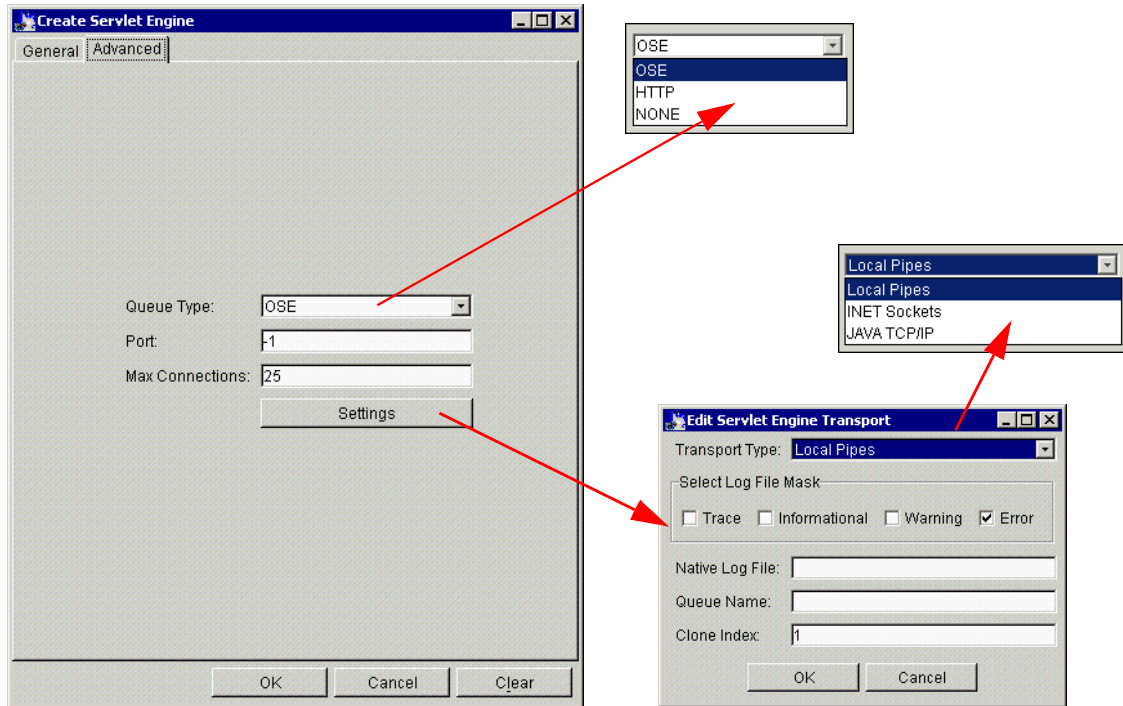 Create Servlet Engine
General Advanced
Queue Type: OSE
Port: -1
Max Connections: 25
Settings
OK Cancel Clear
OSE
OSE
HTTP
NONE
Local Pipes
Local Pipes
INET Sockets
JAVA TCP/IP
Edit Servlet Engine Transport
Transport Type: Local Pipes
Select Log File Mask
Trace Informational Warning Error
Native Log File:
Queue Name:
Clone Index: 1
OK Cancel